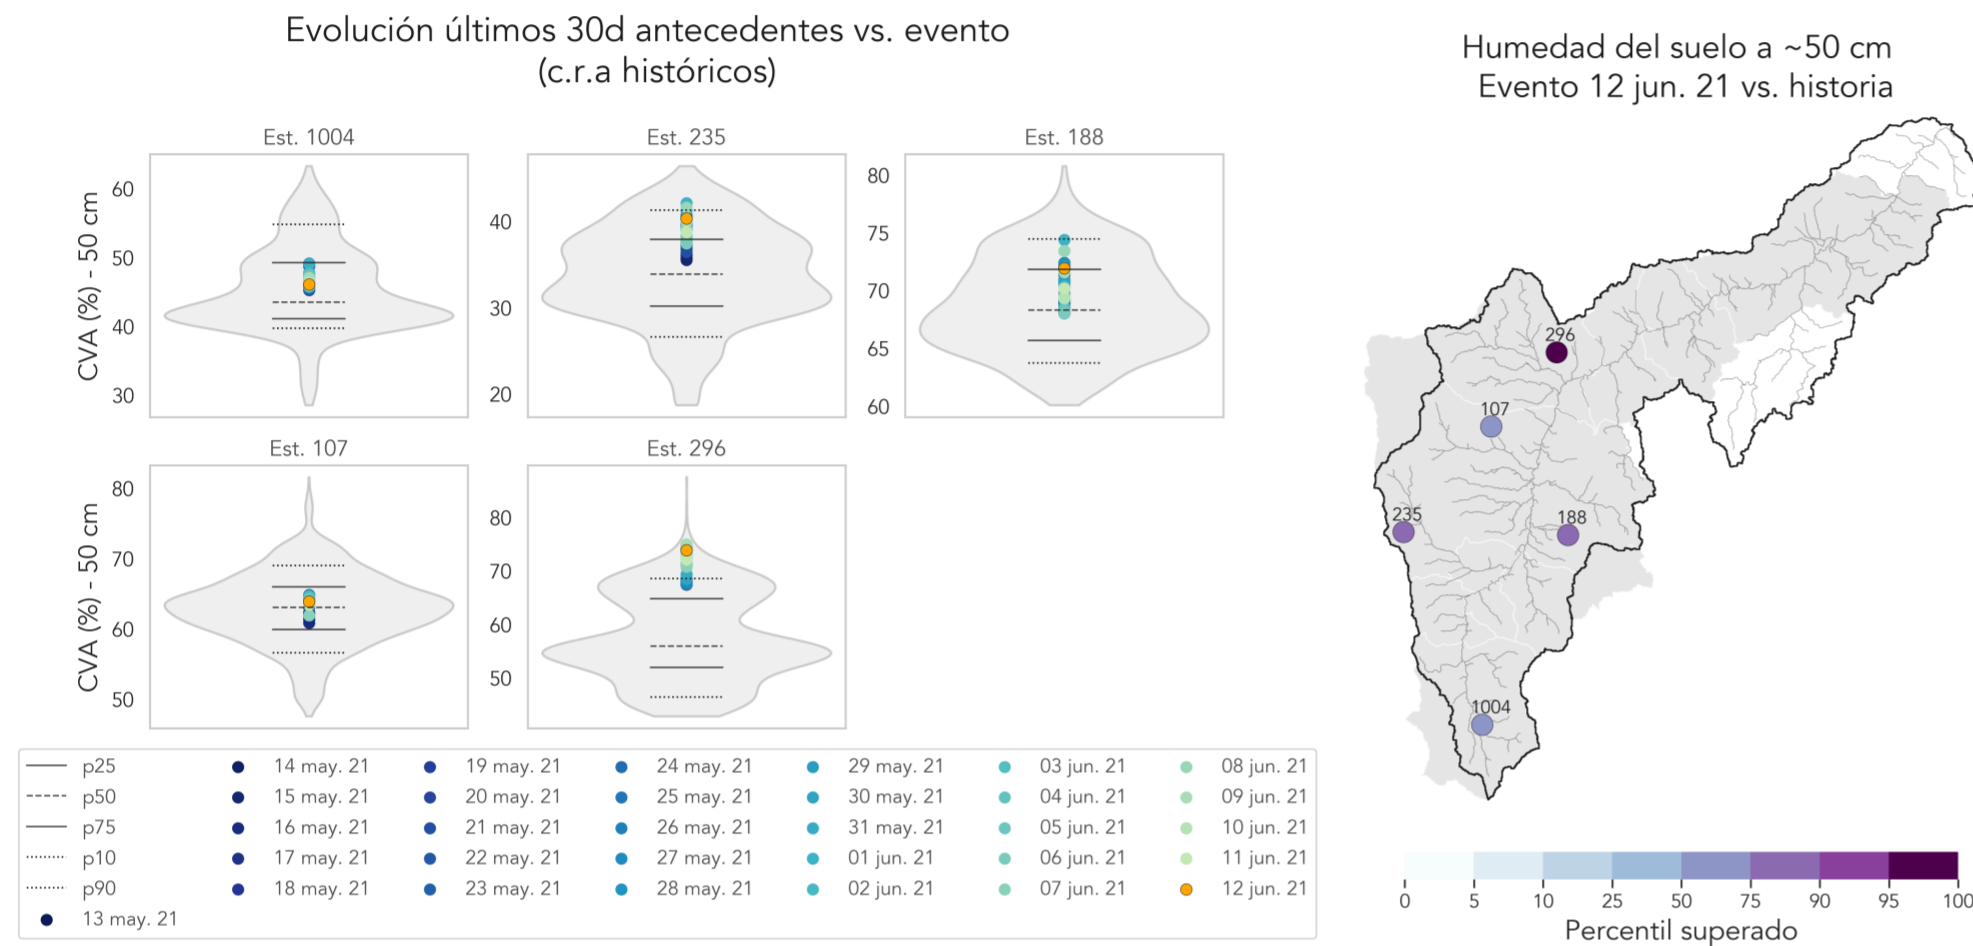 Evolución últimos 30d antecedentes vs. evento
(c.r.a históricos)
Est. 1004
Est. 235
Est. 188
CVA (%) - 50 cm
60
50
40
30
40
30
20
80
75
70
65
60
Est. 107
Est. 296
CVA (%) - 50 cm
80
70
60
50
80
70
60
50
p25
p50
p75
p10
p90
13 may. 21
14 may. 21
15 may. 21
16 may. 21
17 may. 21
18 may. 21
19 may. 21
20 may. 21
21 may. 21
22 may. 21
23 may. 21
24 may. 21
25 may. 21
26 may. 21
27 may. 21
28 may. 21
29 may. 21
30 may. 21
31 may. 21
01 jun. 21
02 jun. 21
03 jun. 21
04 jun. 21
05 jun. 21
06 jun. 21
07 jun. 21
08 jun. 21
09 jun. 21
10 jun. 21
11 jun. 21
12 jun. 21
Humedad del suelo a ~50 cm
Evento 12 jun. 21 vs. historia
296
107
235
188
1004
0 5 10 25 50 75 90 95 100
Percentil superado